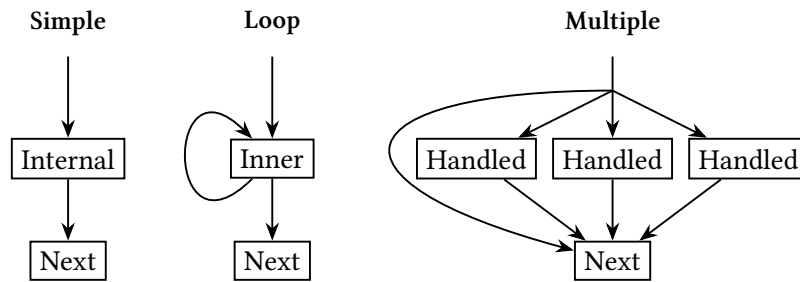 Simple Loop Multiple
Internal Inner Handled Handled Handled
Next Next Next